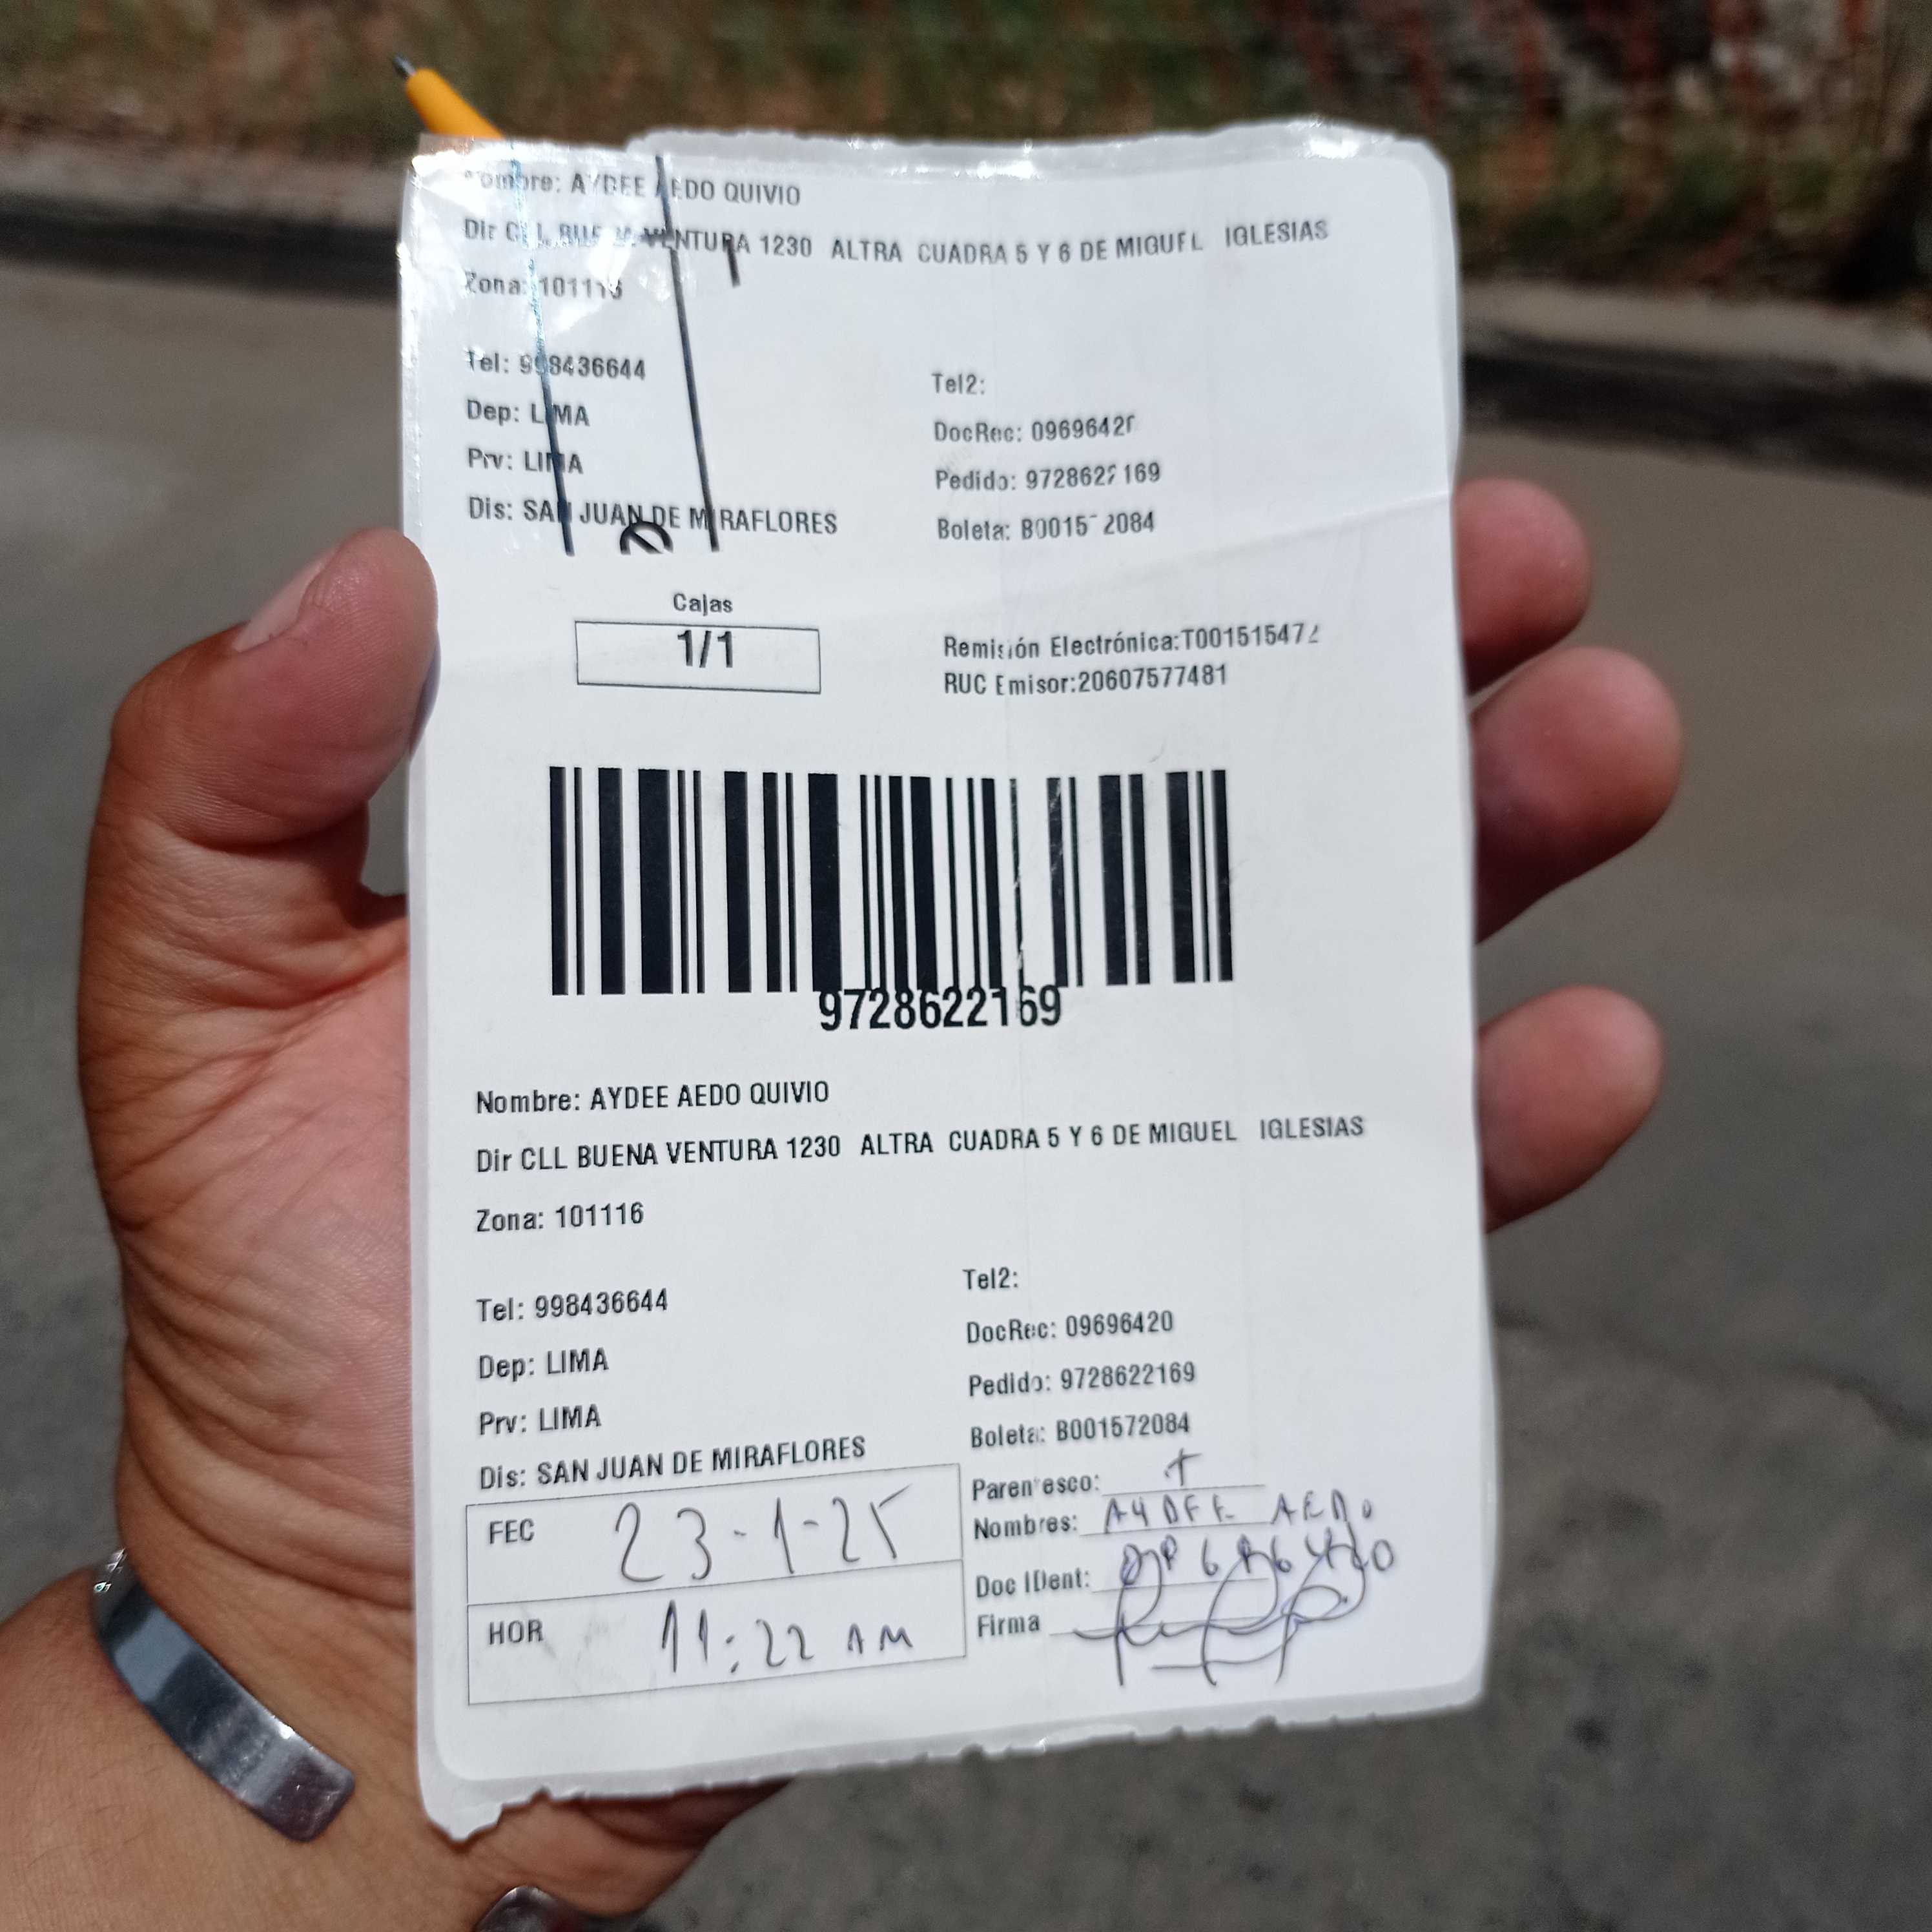 Nombre: AYDEE AEDO QUIVIO
Dir CLL BUENA VENTURA 1230 ALTRA CUADRA 5 Y 6 DE MIGUEL IGLESIAS
Zona: 101116
Tel: 998436644
Tel2:
Dep: LIMA
DocRec: 09696420
Prv: LIMA
Pedido: 9728622169
Dis: SAN JUAN DE MIRAFLORES
Boleta: B001572084
Cajas
1/1
Remisión Electrónica:T001515472
RUC Emisor:20607577481
9728622169
Nombre: AYDEE AEDO QUIVIO
Dir CLL BUENA VENTURA 1230 ALTRA CUADRA 5 Y 6 DE MIGUEL IGLESIAS
Zona: 101116
Tel: 998436644
Tel2:
Dep: LIMA
DocRec: 09696420
Prv: LIMA
Pedido: 9728622169
Dis: SAN JUAN DE MIRAFLORES
Boleta: B001572084
FEC 23-1-25
HOR 11:22 AM
Parentesco:
Nombres: AYDEE AEDO
Doc IDent: 09696420
Firma